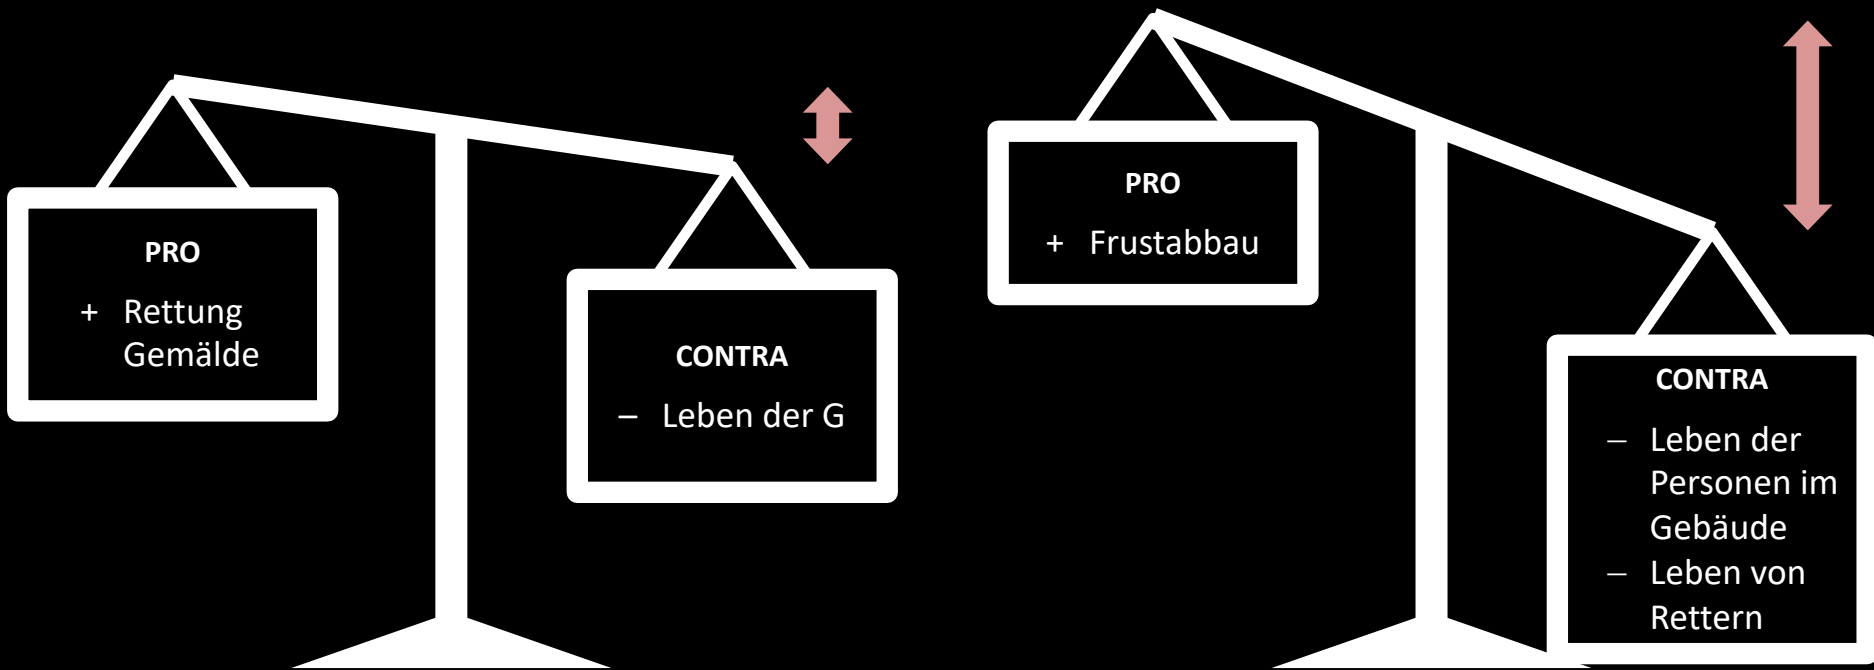 PRO
+ Rettung
Gemälde
CONTRA
– Leben der G
PRO
+ Frustabbau
CONTRA
– Leben der
Personen im
Gebäude
– Leben von
Rettern